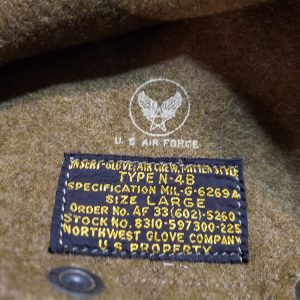 U S AIR FORCE
INSERT-GLOVE, AIR CREW, MITTEN STYLE
TYPE N-4B
SPECIFICATION MIL-G-6269A
SIZE LARGE
ORDER No. AF 33(602)-5260
STOCK NO. 8310-597300-225
NORTHWEST GLOVE COMPANY
U.S. PROPERTY